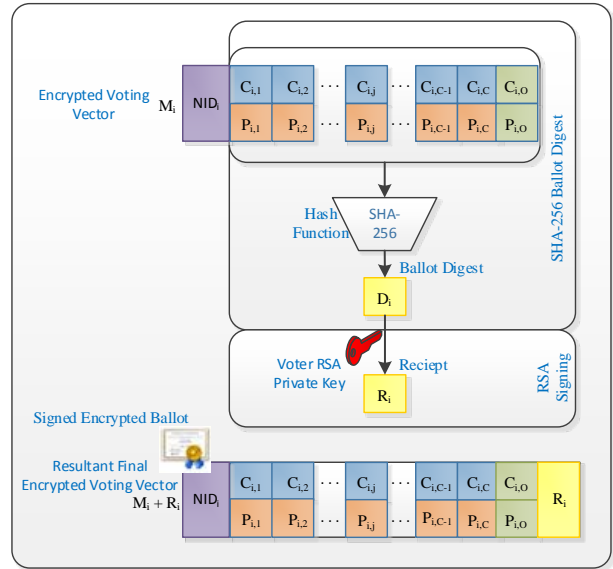 Encrypted Voting
Vector
Mi
NIDi
Ci,1 Ci,2 ··· Ci,j ··· Ci,C-1 Ci,C Ci,O
Pi,1 Pi,2 ··· Pi,j ··· Pi,C-1 Pi,C Pi,O
SHA-256 Ballot Digest
Hash
Function
SHA-
256
Ballot Digest
Di
Voter RSA
Private Key
Reciept
Ri
RSA
Signing
Signed Encrypted Ballot
Resultant Final
Encrypted Voting Vector
Mi + Ri
NIDi
Ci,1 Ci,2 ··· Ci,j ··· Ci,C-1 Ci,C Ci,O
Pi,1 Pi,2 ··· Pi,j ··· Pi,C-1 Pi,C Pi,O
Ri